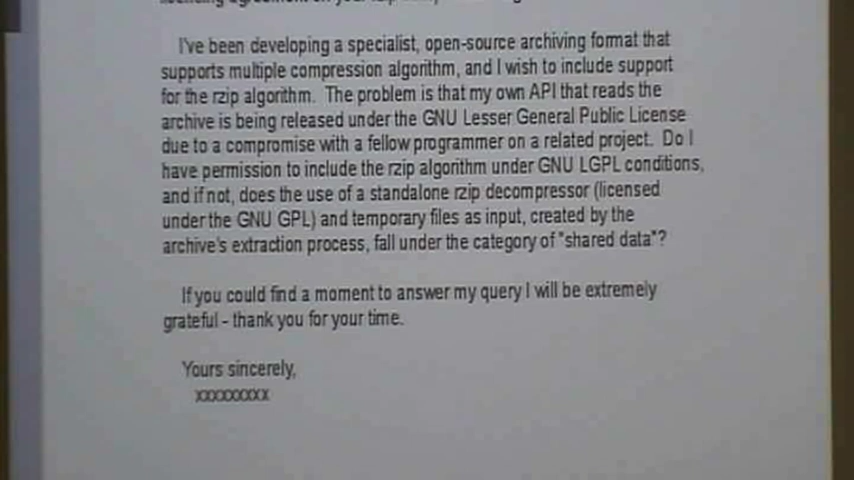 I've been developing a specialist, open-source archiving format that
supports multiple compression algorithm, and I wish to include support
for the rzip algorithm. The problem is that my own API that reads the
archive is being released under the GNU Lesser General Public License
due to a compromise with a fellow programmer on a related project. Do I
have permission to include the rzip algorithm under GNU LGPL conditions,
and if not, does the use of a standalone rzip decompressor (licensed
under the GNU GPL) and temporary files as input, created by the
archive's extraction process, fall under the category of "shared data"?
If you could find a moment to answer my query I will be extremely
grateful - thank you for your time.
Yours sincerely,
xxxxxxxxx